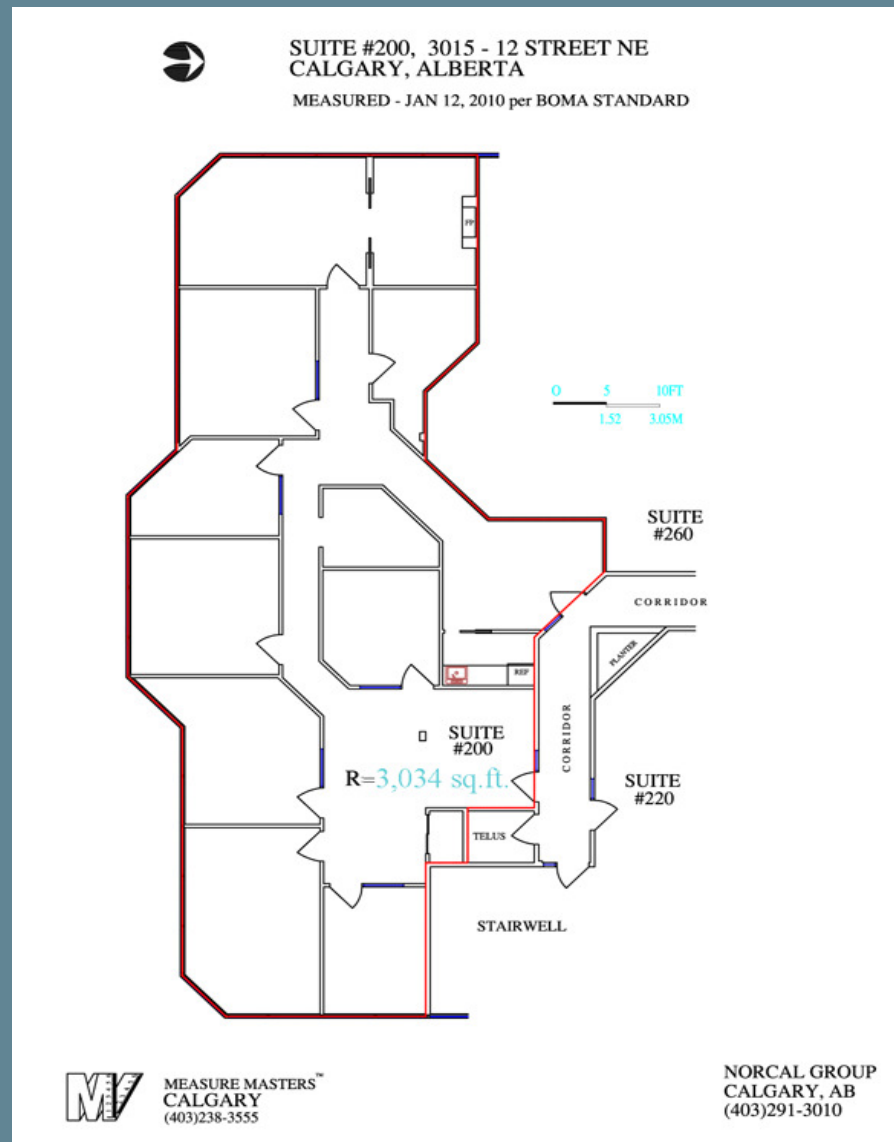 SUITE #200, 3015 - 12 STREET NE
CALGARY, ALBERTA
MEASURED - JAN 12, 2010 per BOMA STANDARD
FP
O 5 10FT
1.52 3.05M
SUITE
#260
CORRIDOR
PLANTER
REF
CORRIDOR
SUITE
#200
R=3,034 sq.ft.
SUITE
#220
TELUS
STAIRWELL
MEASURE MASTERS™
CALGARY
(403)238-3555
NORCAL GROUP
CALGARY, AB
(403)291-3010